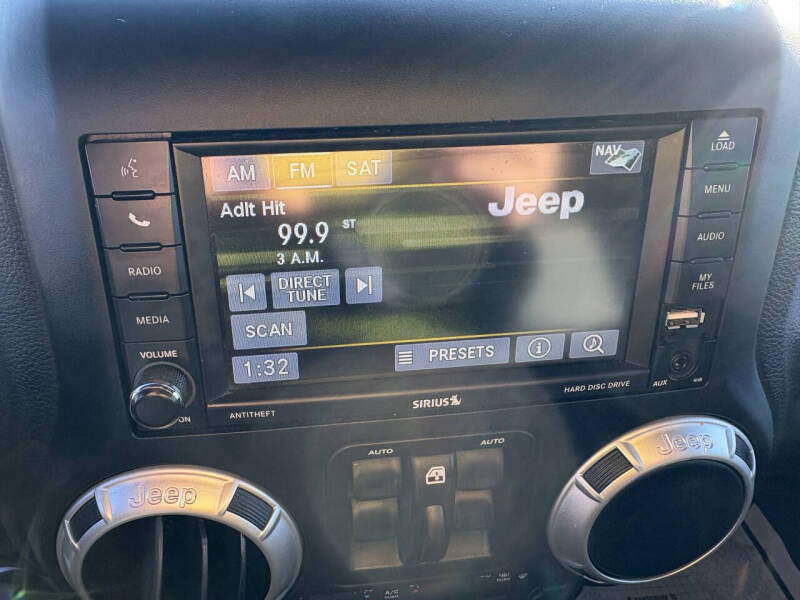 AM FM SAT NAV
Adlt Hit
Jeep
99.9 ST
3 A.M.
DIRECT
TUNE
SCAN
PRESETS
1:32
RADIO
MEDIA
VOLUME
ON
ANTITHEFT
SIRIUS
HARD DISC DRIVE
LOAD
MENU
AUDIO
MY
FILES
AUX
AUTO
AUTO
Jeep
Jeep
A/C